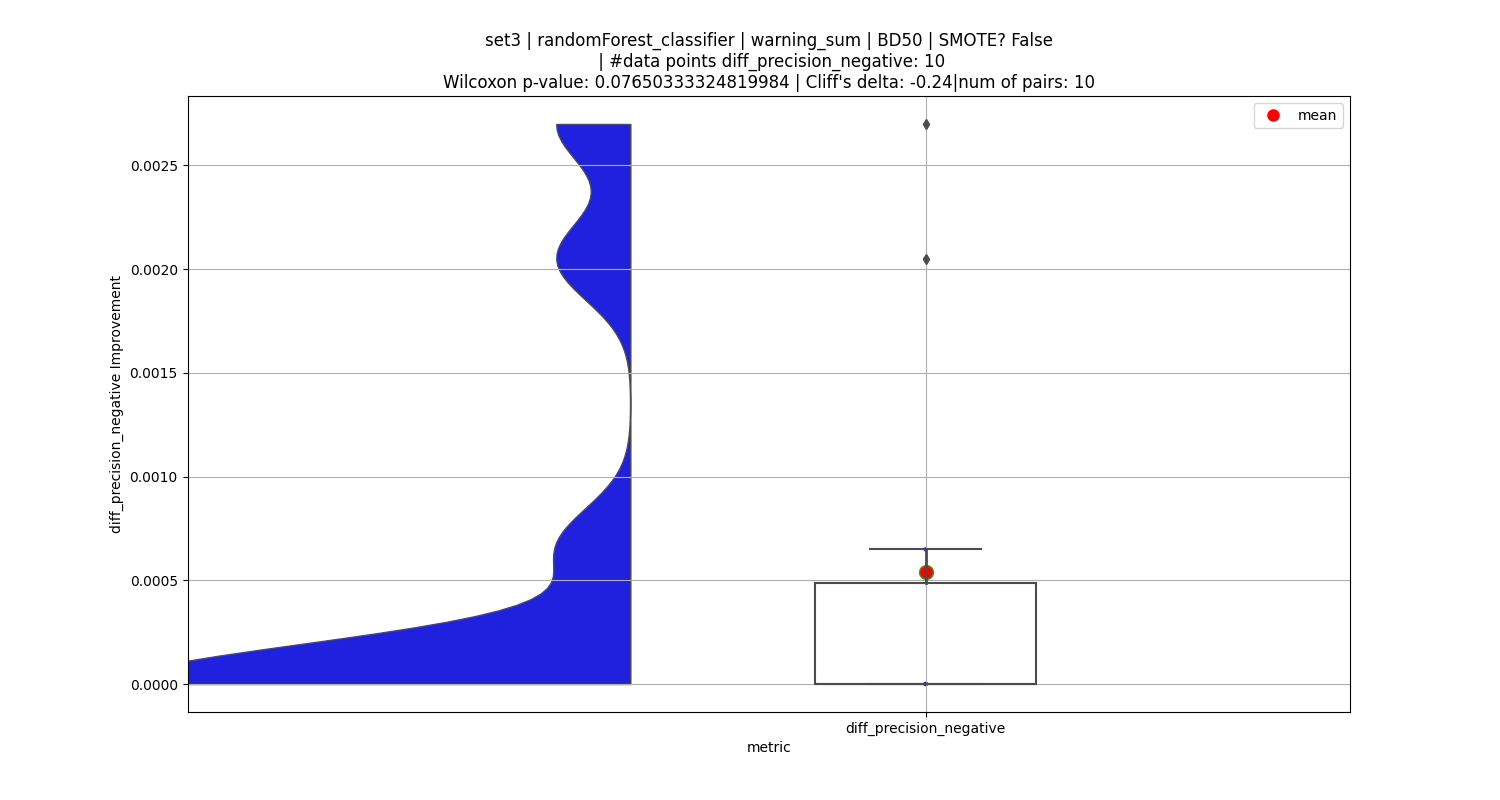 set3 | randomForest_classifier | warning_sum | BD50 | SMOTE? False
| #data points diff_precision_negative: 10
Wilcoxon p-value: 0.07650333324819984 | Cliff's delta: -0.24|num of pairs: 10
mean
0.0025
0.0020
0.0015
0.0010
0.0005
0.0000
diff_precision_negative Improvement
diff_precision_negative
metric